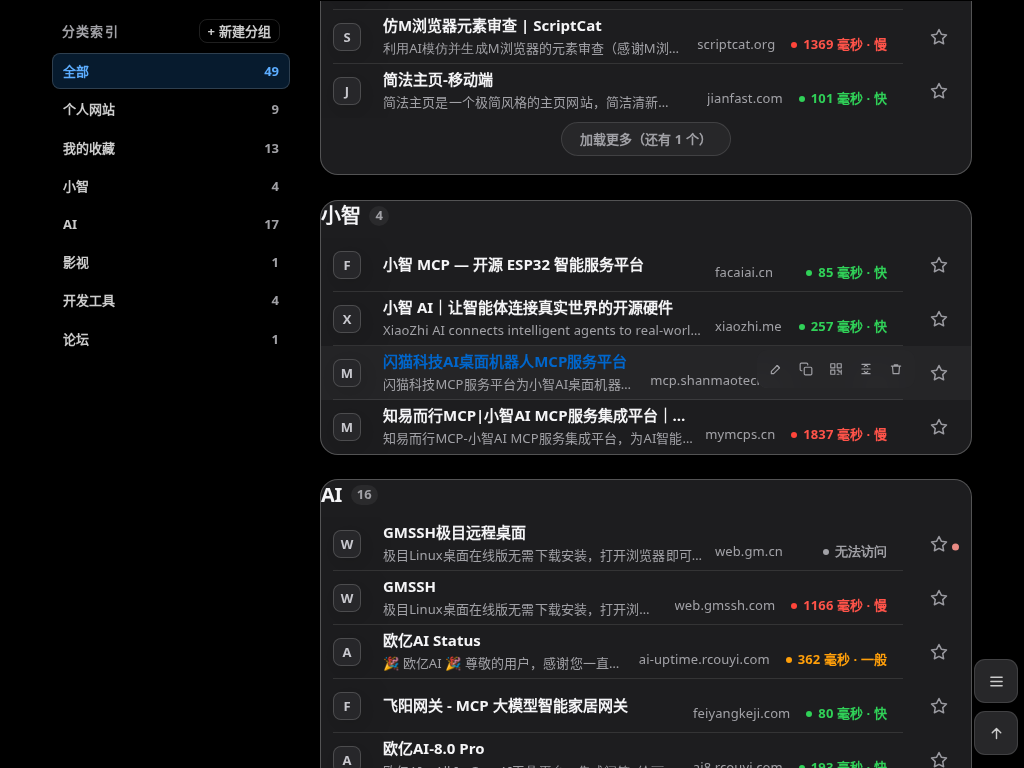 分类索引
+ 新建分组
全部 49
个人网站 9
我的收藏 13
小智 4
AI 17
影视 1
开发工具 4
论坛 1
S
仿M浏览器元素审查 | ScriptCat
利用AI模仿并生成M浏览器的元素审查（感谢M浏... scriptcat.org 1369 毫秒 · 慢
J
简法主页-移动端
简法主页是一个极简风格的主页网站，简洁清新... jianfast.com 101 毫秒 · 快
加载更多（还有 1 个）
小智 4
F
小智 MCP — 开源 ESP32 智能服务平台
facaiai.cn 85 毫秒 · 快
X
小智 AI｜让智能体连接真实世界的开源硬件
XiaoZhi AI connects intelligent agents to real-worl... xiaozhi.me 257 毫秒 · 快
M
闪猫科技AI桌面机器人MCP服务平台
闪猫科技MCP服务平台为小智AI桌面机器... mcp.shanmaotec
M
知易而行MCP|小智AI MCP服务集成平台｜...
知易而行MCP-小智AI MCP服务集成平台，为AI智能... mymcps.cn 1837 毫秒 · 慢
AI 16
W
GMSSH极目远程桌面
极目Linux桌面在线版无需下载安装，打开浏览器即可... web.gm.cn 无法访问
W
GMSSH
极目Linux桌面在线版无需下载安装，打开浏... web.gmssh.com 1166 毫秒 · 慢
A
欧亿AI Status
🎉 欧亿AI 🎉 尊敬的用户，感谢您一直... ai-uptime.rcouyi.com 362 毫秒 · 一般
F
飞阳网关 - MCP 大模型智能家居网关
feiyangkeji.com 80 毫秒 · 快
A
欧亿AI-8.0 Pro
ai8.rcouyi.com 193 毫秒 · 快